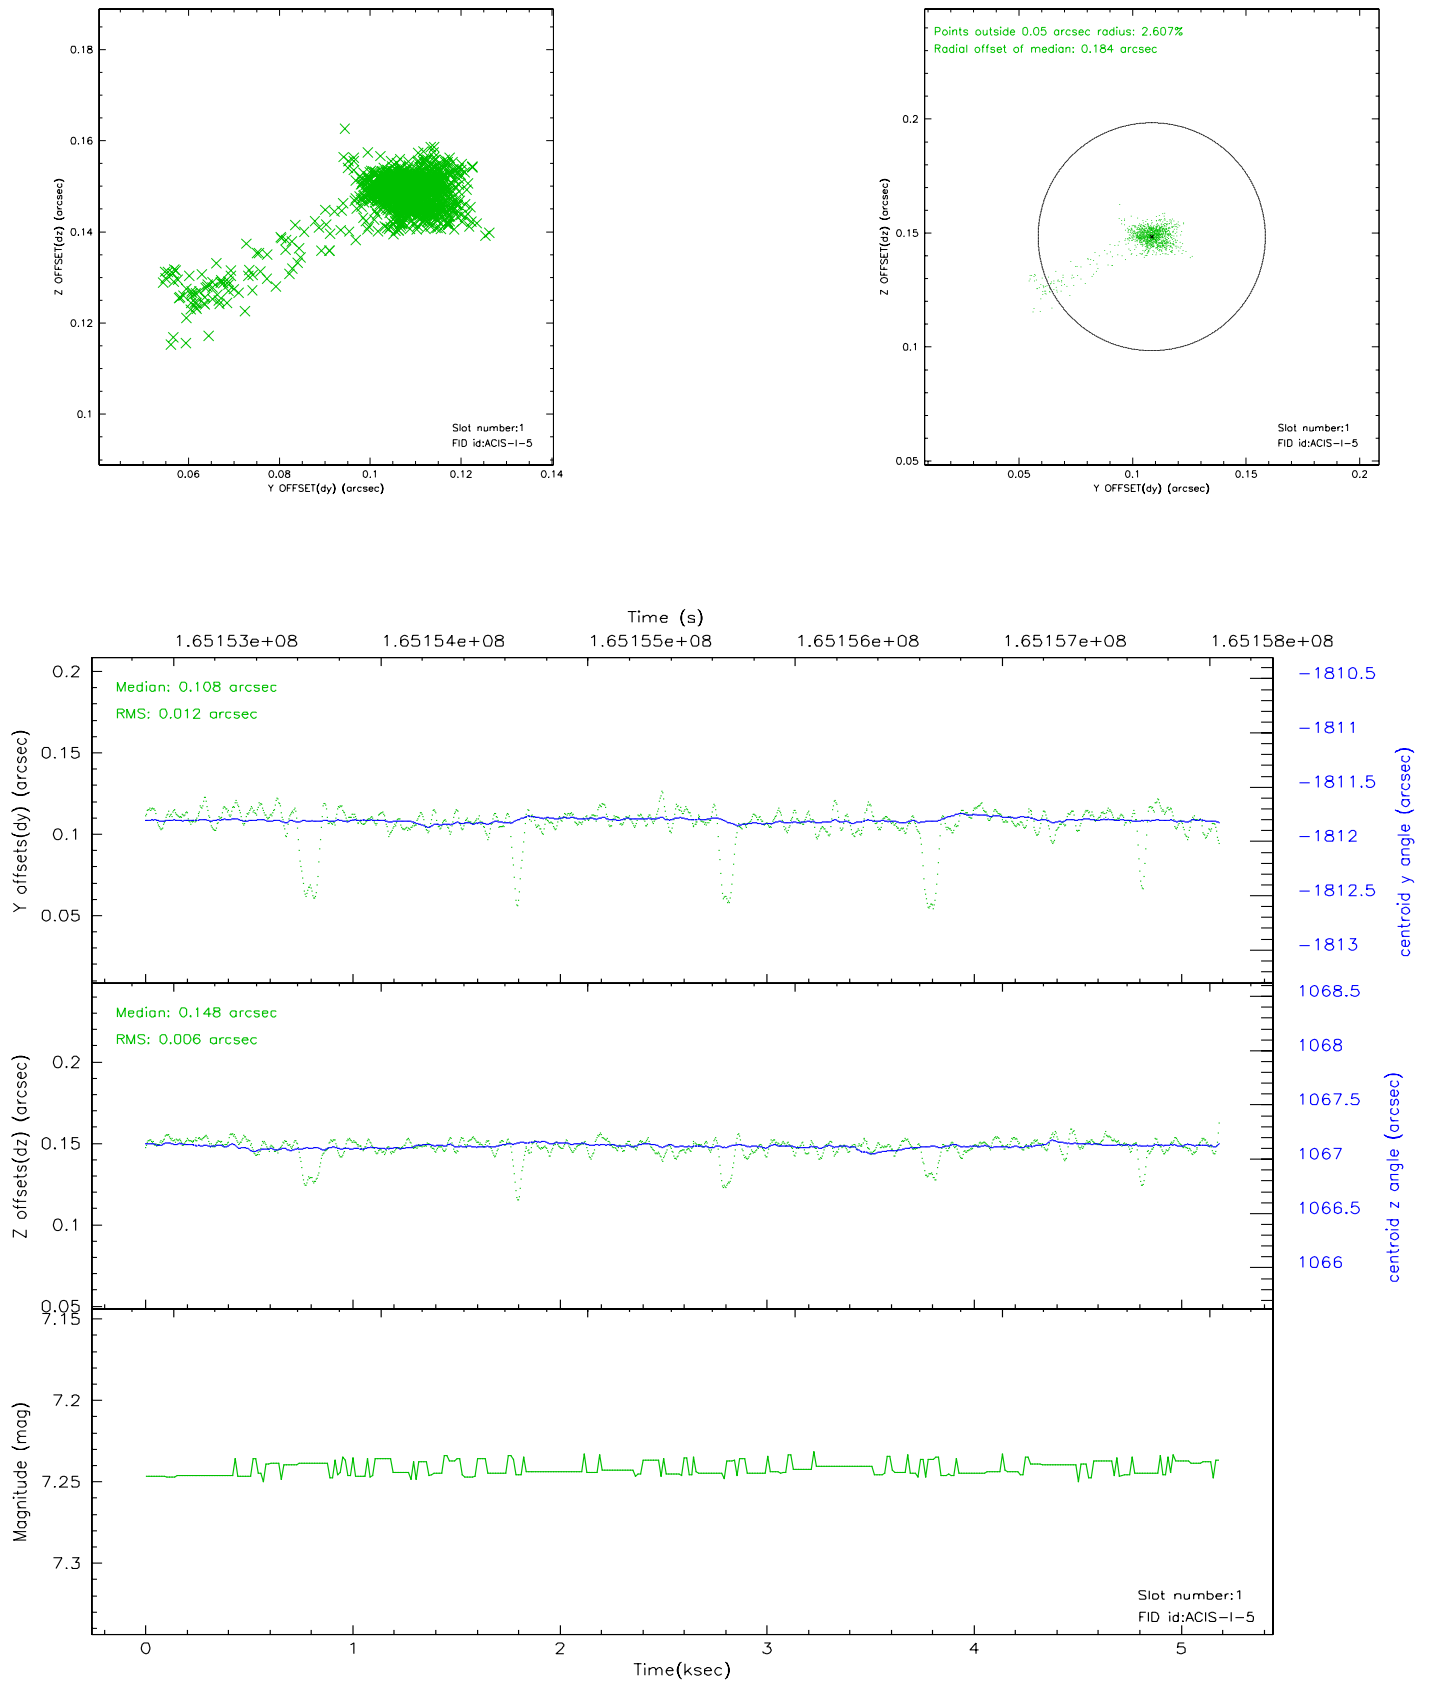 0.18
0.16
0.14
0.12
0.1
Z OFFSET(dz) (arcsec)
Slot number:1
FID id:ACIS-I-5
0.06 0.08 0.1 0.12 0.14
Y OFFSET(dy) (arcsec)
Points outside 0.05 arcsec radius: 2.607%
Radial offset of median: 0.184 arcsec
0.2
0.15
0.1
0.05
Z OFFSET(dz) (arcsec)
Slot number:1
FID id:ACIS-I-5
0.05 0.1 0.15 0.2
Y OFFSET(dy) (arcsec)
Time (s)
1.65153e+08 1.65154e+08 1.65155e+08 1.65156e+08 1.65157e+08 1.65158e+08
Median: 0.108 arcsec
RMS: 0.012 arcsec
0.2
0.15
0.1
0.05
Y offsets(dy) (arcsec)
-1810.5
-1811
-1811.5
-1812
-1812.5
-1813
centroid y angle (arcsec)
Median: 0.148 arcsec
RMS: 0.006 arcsec
0.2
0.15
0.1
0.05
Z offsets(dz) (arcsec)
1068.5
1068
1067.5
1067
1066.5
1066
centroid z angle (arcsec)
7.15
7.2
7.25
7.3
Magnitude (mag)
Slot number:1
FID id:ACIS-I-5
0 1 2 3 4 5
Time(ksec)